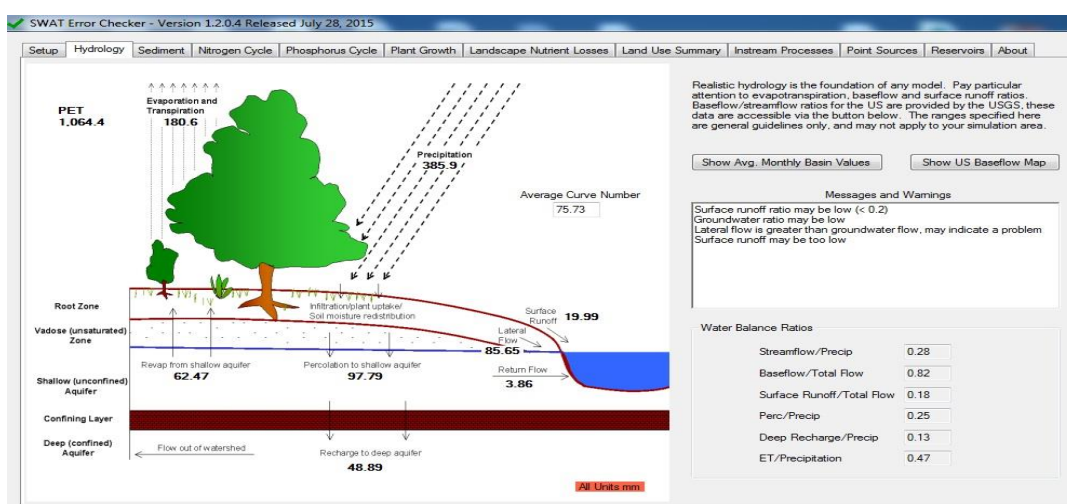 SWAT Error Checker - Version 1.2.0.4 Released July 28, 2015
Setup Hydrology Sediment Nitrogen Cycle Phosphorus Cycle Plant Growth Landscape Nutrient Losses Land Use Summary Instream Processes Point Sources Reservoirs About
PET
1,064.4
Evaporation and
Transpiration
180.6
Precipitation
385.9
Average Curve Number
75.73
Root Zone
Infiltration/plant uptake/
Soil moisture redistribution
Surface
Runoff
19.99
Vadose (unsaturated)
Zone
Lateral
Flow
85.65
Revap from shallow aquifer
62.47
Percolation to shallow aquifer
97.79
Return Flow
3.86
Shallow (unconfined)
Aquifer
Confining Layer
Deep (confined)
Aquifer
Flow out of watershed
Recharge to deep aquifer
48.89
All Units mm
Realistic hydrology is the foundation of any model. Pay particular
attention to evapotranspiration, baseflow and surface runoff ratios.
Baseflow/streamflow ratios for the US are provided by the USGS, these
data are accessible via the button below. The ranges specified here
are general guidelines only, and may not apply to your simulation area.
Show Avg. Monthly Basin Values
Show US Baseflow Map
Messages and Warnings
Surface runoff ratio may be low (< 0.2)
Groundwater ratio may be low
Lateral flow is greater than groundwater flow, may indicate a problem
Surface runoff may be too low
Water Balance Ratios
Streamflow/Precip 0.28
Baseflow/Total Flow 0.82
Surface Runoff/Total Flow 0.18
Perc/Precip 0.25
Deep Recharge/Precip 0.13
ET/Precipitation 0.47